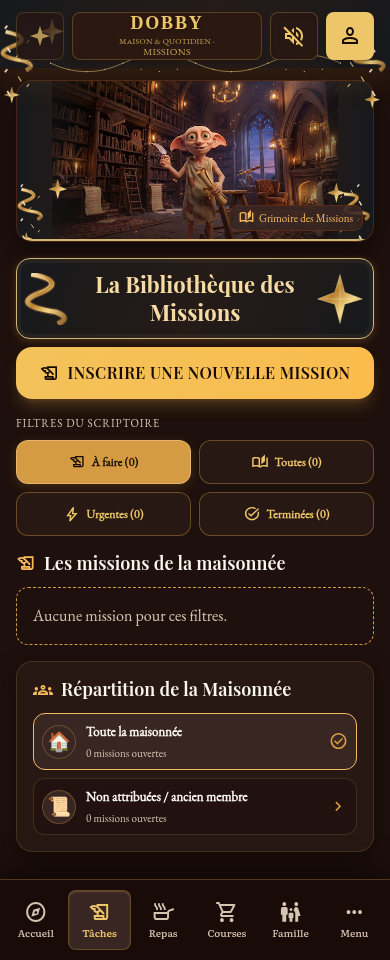 DOBBY
MAISON & QUOTIDIEN ·
MISSIONS
Grimoire des Missions
La Bibliothèque des
Missions
INSCRIRE UNE NOUVELLE MISSION
FILTRES DU SCRIPTOIRE
À faire (0)
Toutes (0)
Urgentes (0)
Terminées (0)
Les missions de la maisonnée
Aucune mission pour ces filtres.
Répartition de la Maisonnée
Toute la maisonnée
0 missions ouvertes
Non attribuées / ancien membre
0 missions ouvertes
Accueil
Tâches
Repas
Courses
Famille
Menu